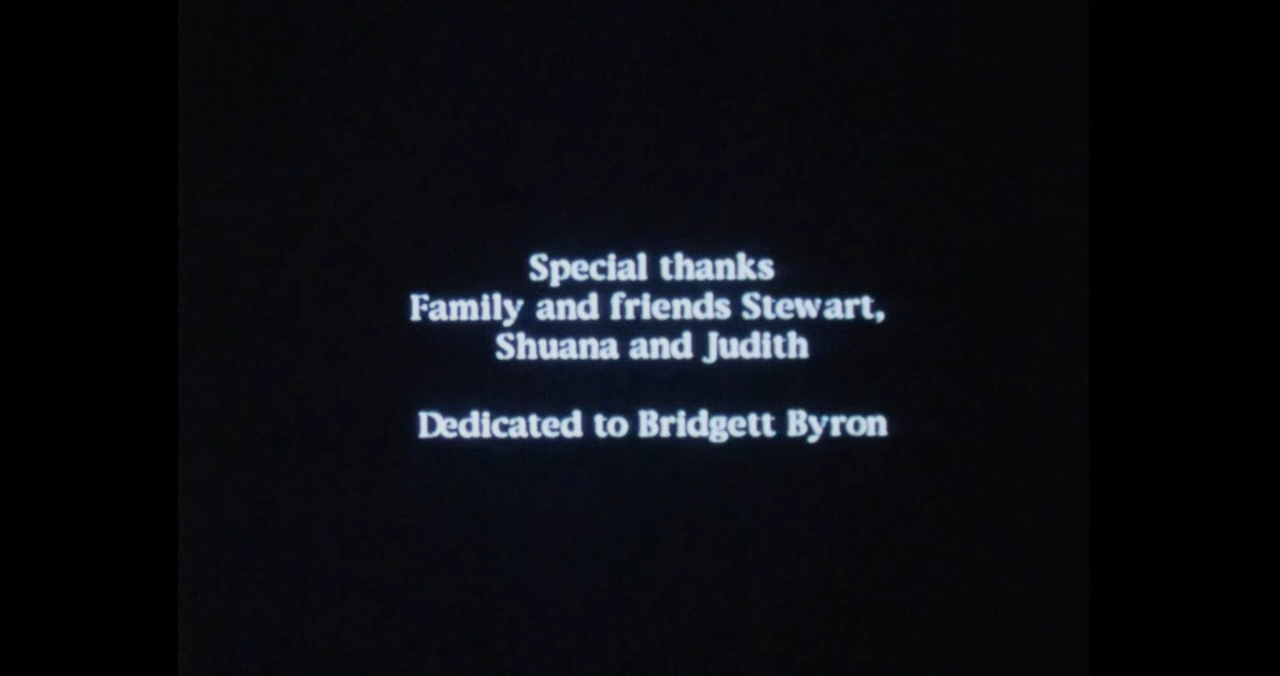 Special thanks
Family and friends Stewart,
Shuana and Judith
Dedicated to Bridgett Byron